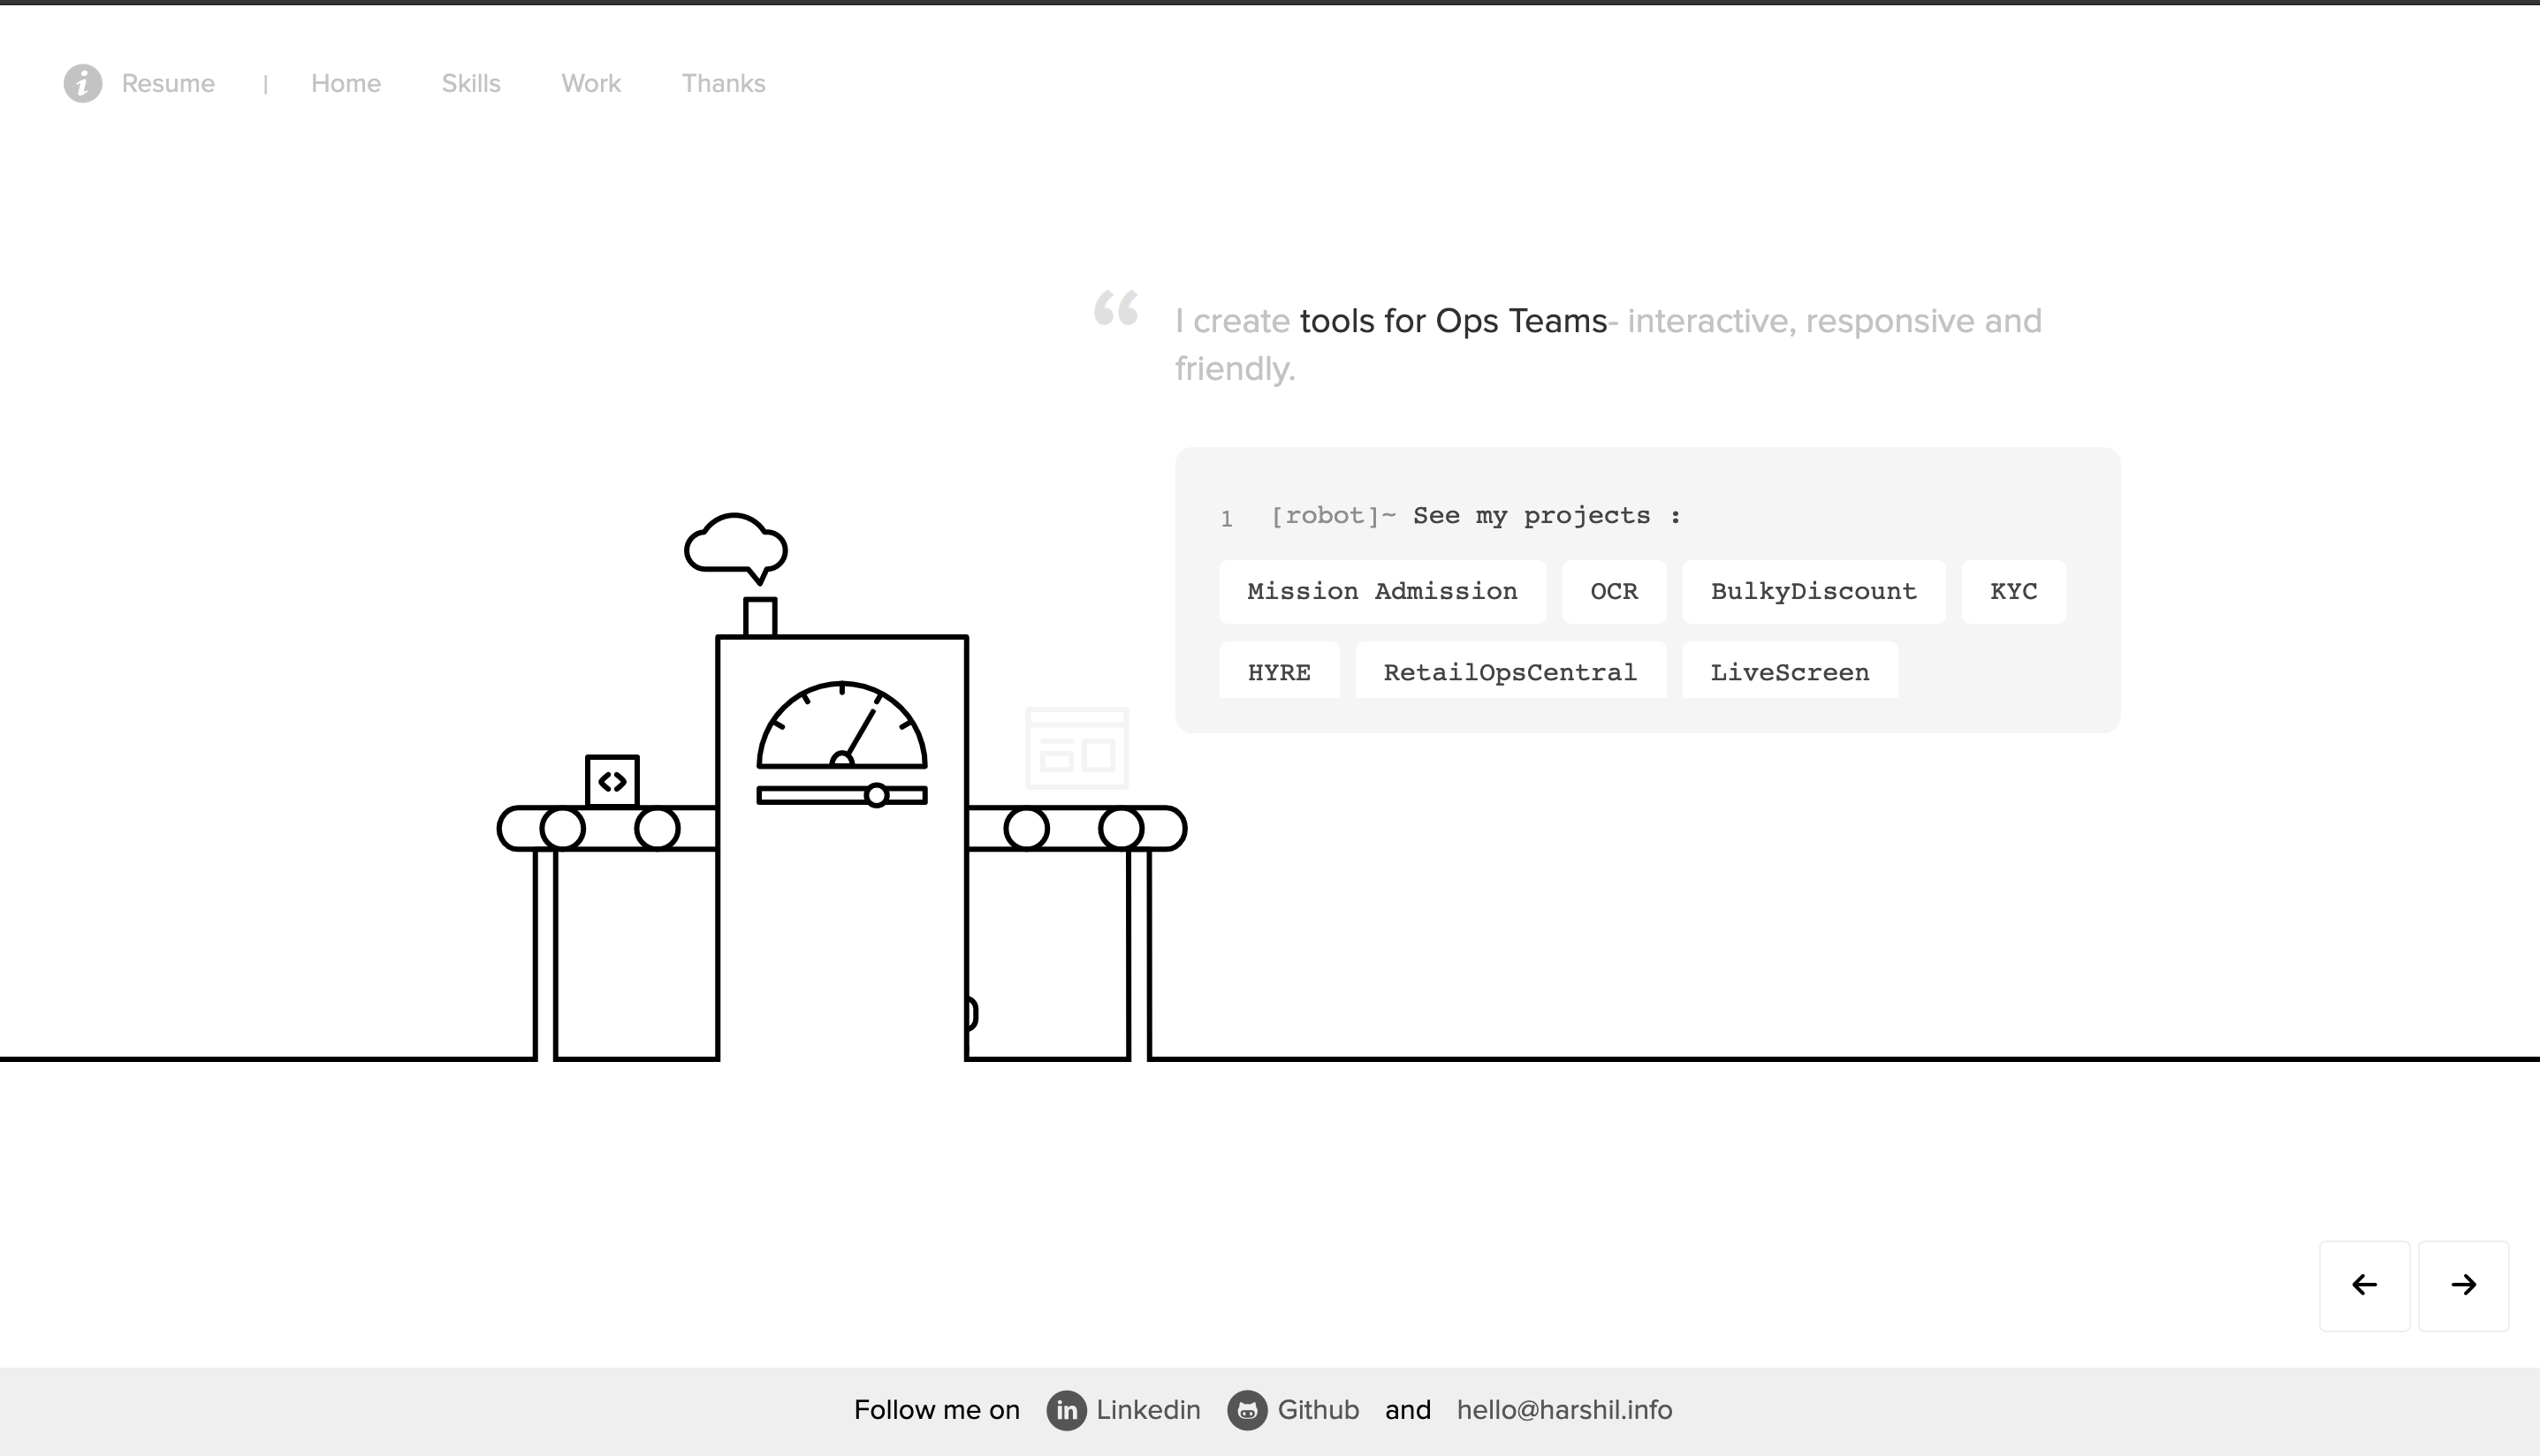 Resume | Home Skills Work Thanks
“ I create tools for Ops Teams- interactive, responsive and
friendly.
1 [robot]~ See my projects :
Mission Admission OCR BulkyDiscount KYC
HYRE RetailOpsCentral LiveScreen
<>
← →
Follow me on in Linkedin Github and hello@harshil.info